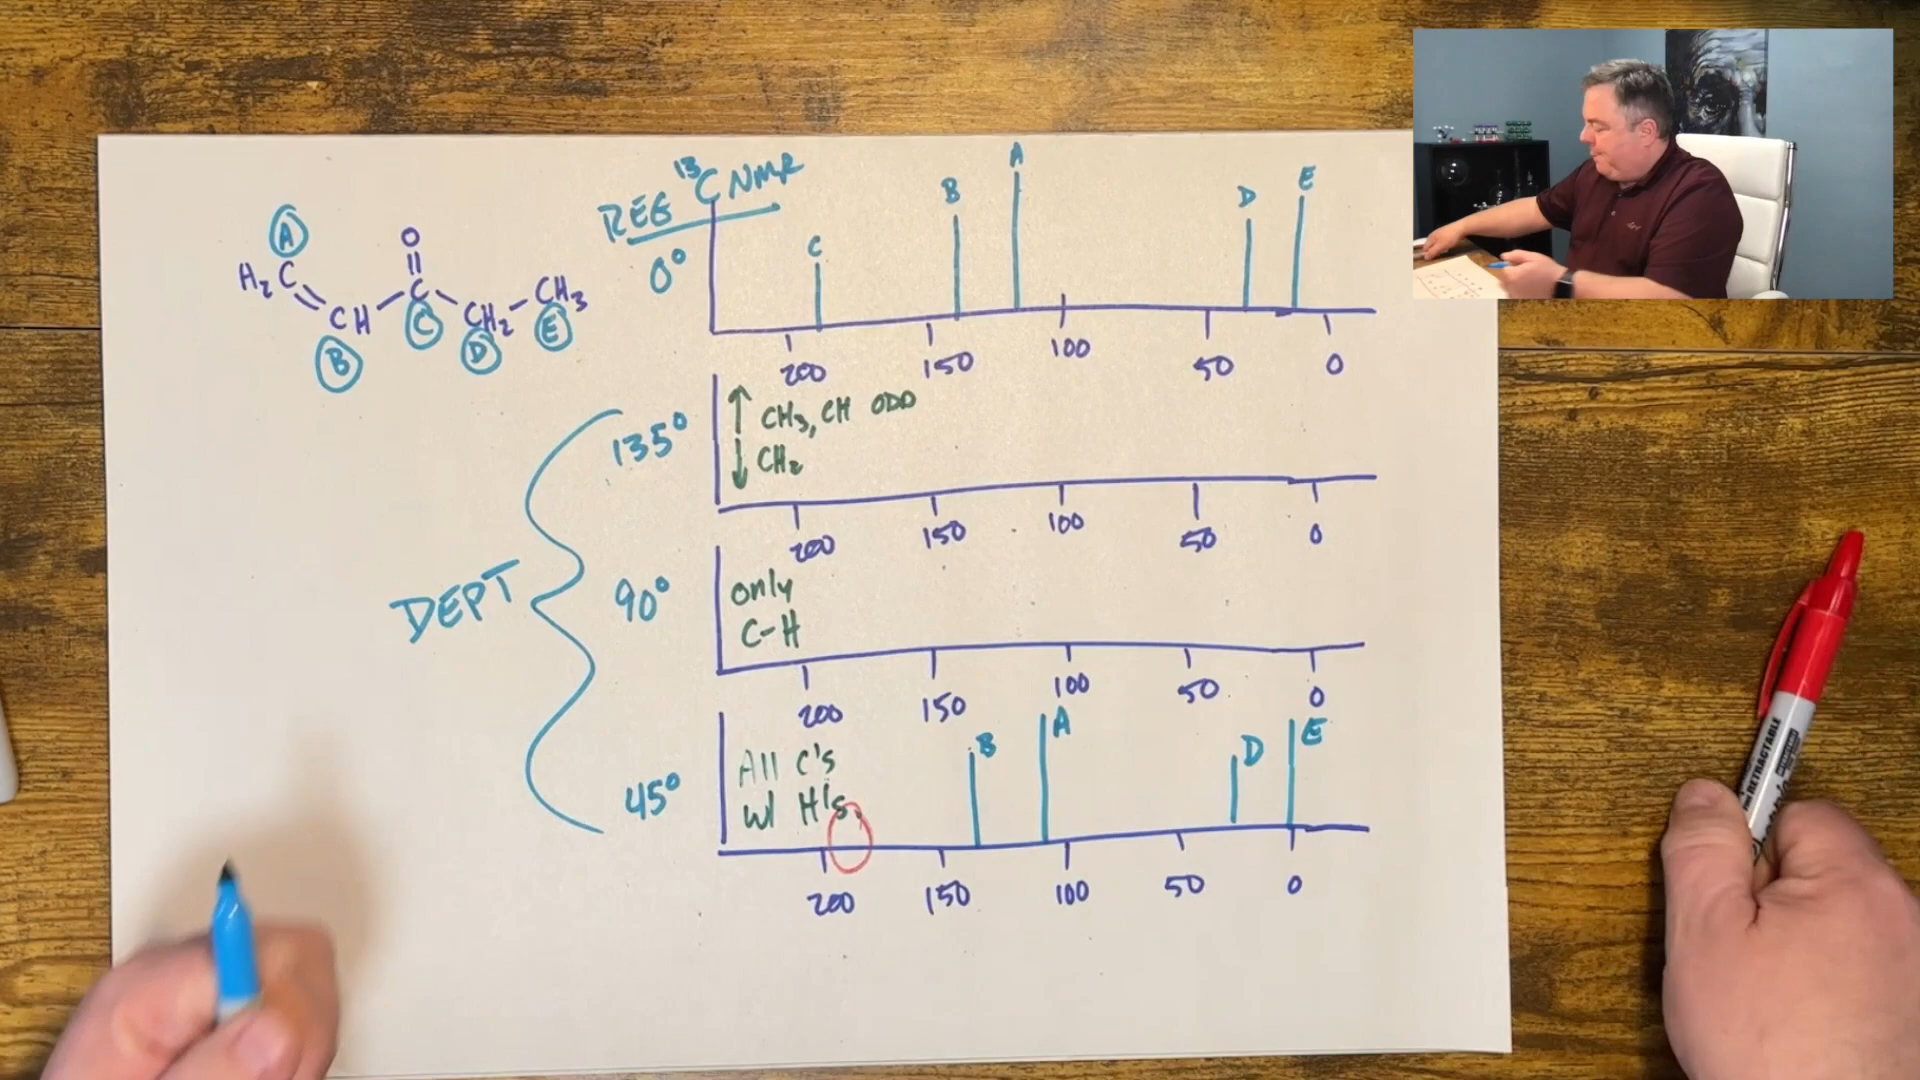 REG ¹³C NMR
0°
A
H₂C
CH
B
O
C
C
CH₂
D
CH₃
E
C
B
A
D
E
200 150 100 50 0
DEPT
135°
CH₃, CH ODD
CH₂
200 150 100 50 0
90°
only
C-H
200 150 100 50 0
45°
All C's
w/ H's
B
A
D
E
200 150 100 50 0
RETRACTABLE